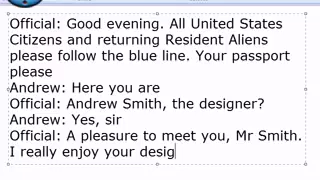 Official: Good evening. All United States
Citizens and returning Resident Aliens
please follow the blue line. Your passport
please
Andrew: Here you are
Official: Andrew Smith, the designer?
Andrew: Yes, sir
Official: A pleasure to meet you, Mr Smith.
I really enjoy your desig